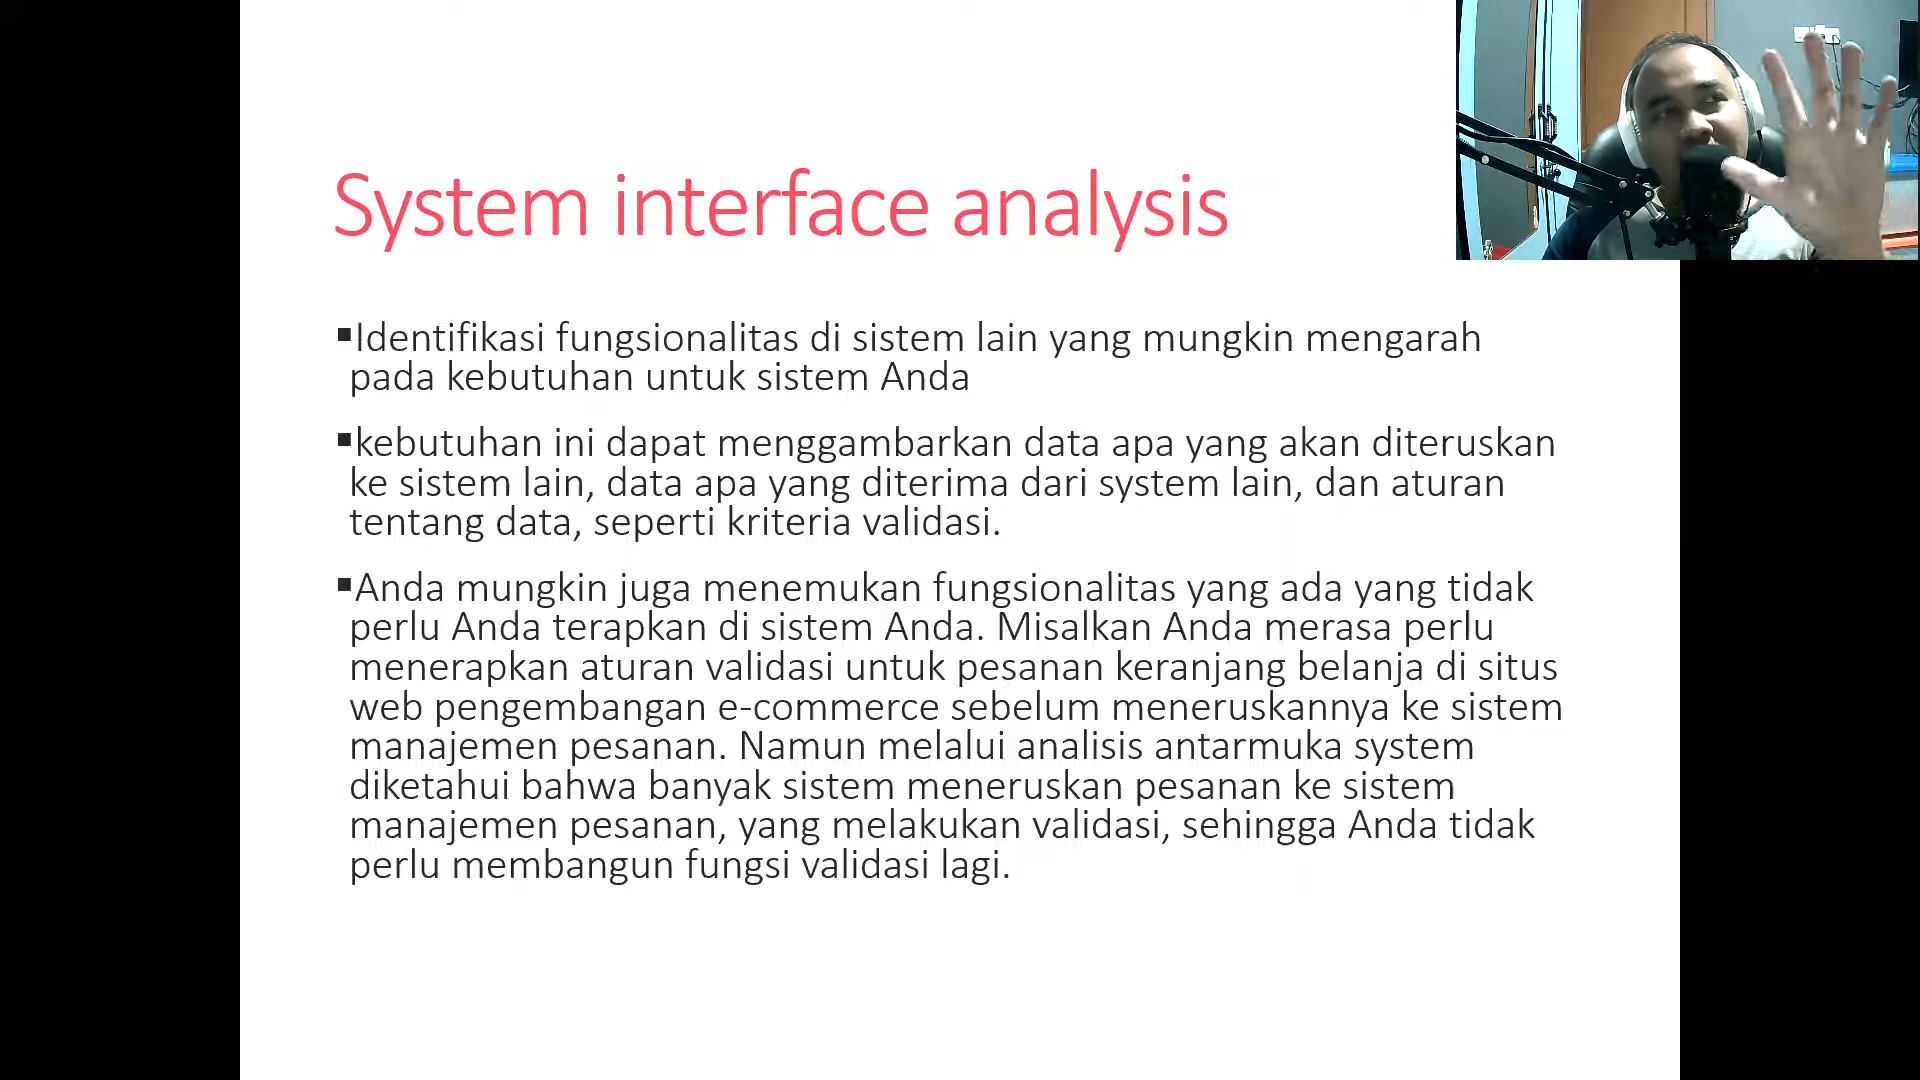 System interface analysis
▪Identifikasi fungsionalitas di sistem lain yang mungkin mengarah
pada kebutuhan untuk sistem Anda
▪kebutuhan ini dapat menggambarkan data apa yang akan diteruskan
ke sistem lain, data apa yang diterima dari system lain, dan aturan
tentang data, seperti kriteria validasi.
▪Anda mungkin juga menemukan fungsionalitas yang ada yang tidak
perlu Anda terapkan di sistem Anda. Misalkan Anda merasa perlu
menerapkan aturan validasi untuk pesanan keranjang belanja di situs
web pengembangan e-commerce sebelum meneruskannya ke sistem
manajemen pesanan. Namun melalui analisis antarmuka system
diketahui bahwa banyak sistem meneruskan pesanan ke sistem
manajemen pesanan, yang melakukan validasi, sehingga Anda tidak
perlu membangun fungsi validasi lagi.